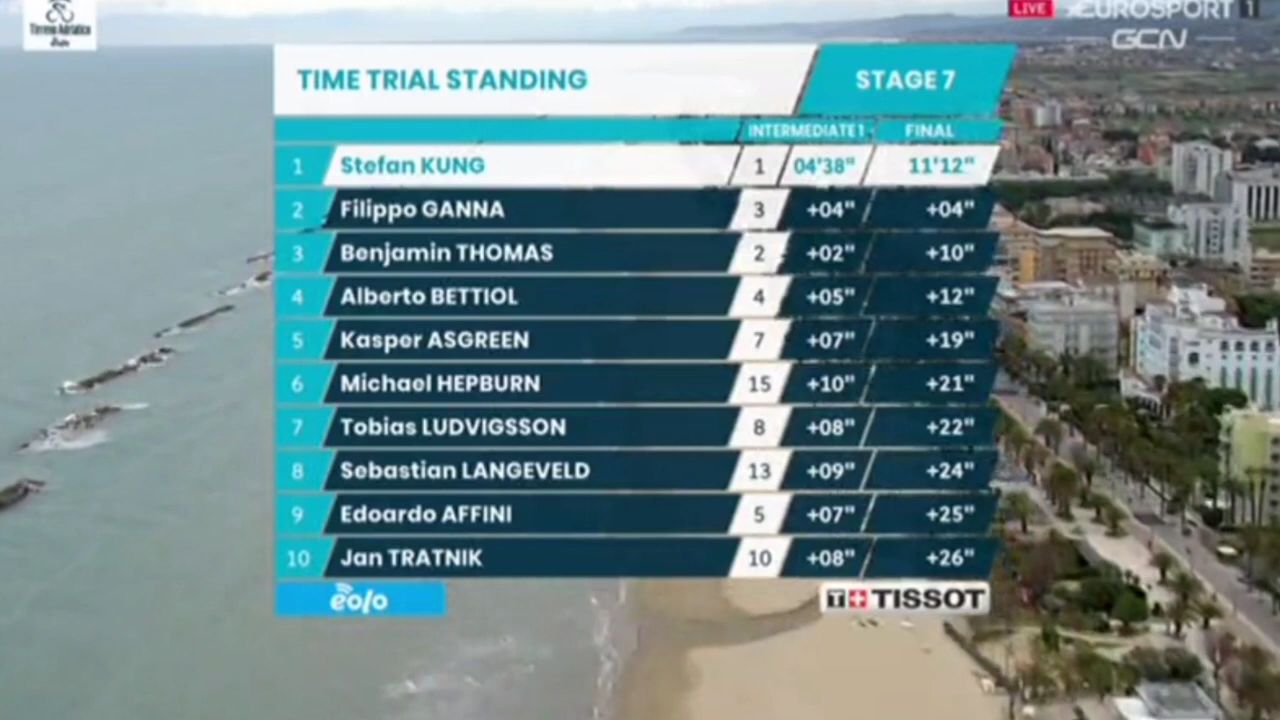 Tirreno Adriatico
LIVE EUROSPORT 1
GCN
TIME TRIAL STANDING STAGE 7
INTERMEDIATE 1 FINAL
1 Stefan KUNG 1 04'38" 11'12"
2 Filippo GANNA 3 +04" +04"
3 Benjamin THOMAS 2 +02" +10"
4 Alberto BETTIOL 4 +05" +12"
5 Kasper ASGREEN 7 +07" +19"
6 Michael HEPBURN 15 +10" +21"
7 Tobias LUDVIGSSON 8 +08" +22"
8 Sebastian LANGEVELD 13 +09" +24"
9 Edoardo AFFINI 5 +07" +25"
10 Jan TRATNIK 10 +08" +26"
eolo T+ TISSOT